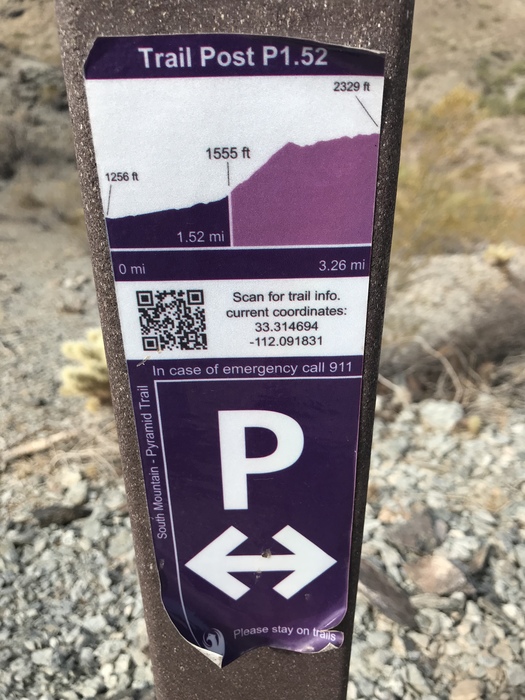 Trail Post P1.52
2329 ft
1555 ft
1256 ft
1.52 mi
0 mi
3.26 mi
Scan for trail info.
current coordinates:
33.314694
-112.091831
In case of emergency call 911
South Mountain - Pyramid Trail
P
Please stay on trails